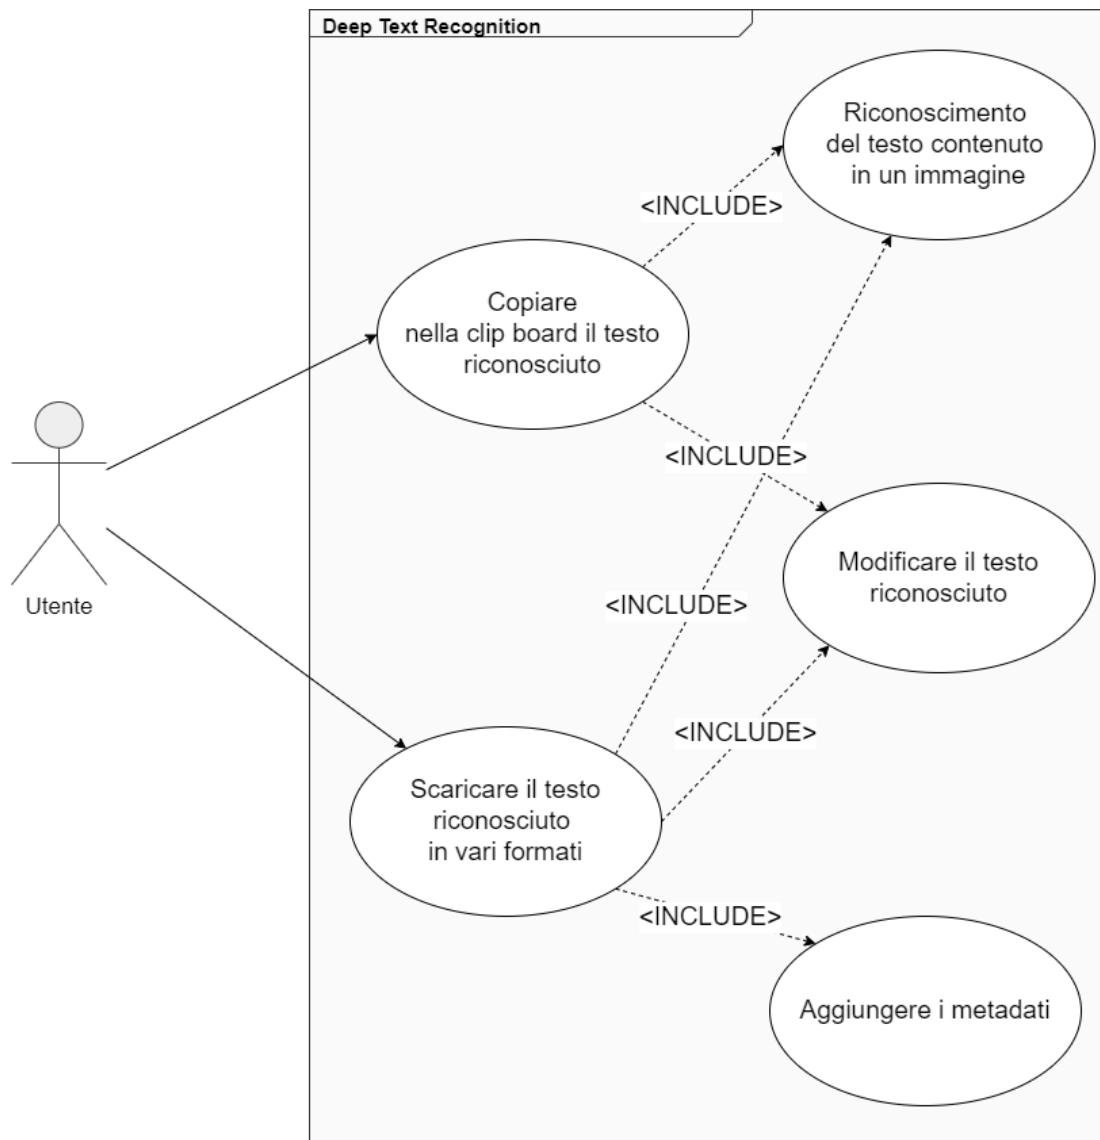 Deep Text Recognition
Riconoscimento
del testo contenuto
in un immagine
<INCLUDE>
Copiare
nella clip board il testo
riconosciuto
<INCLUDE>
Modificare il testo
riconosciuto
Utente
<INCLUDE>
<INCLUDE>
Scaricare il testo
riconosciuto
in vari formati
<INCLUDE>
Aggiungere i metadati